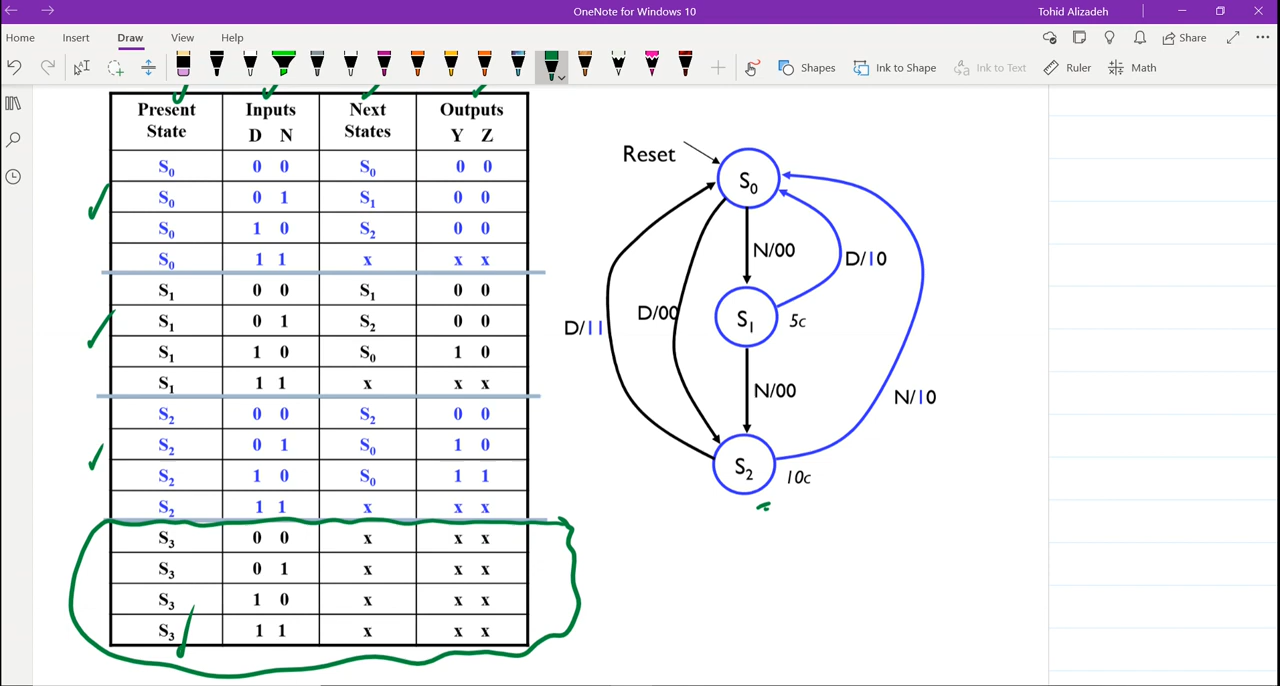 OneNote for Windows 10
Tohid Alizadeh
Home Insert Draw View Help
Share
Shapes Ink to Shape Ink to Text Ruler Math
Present State Inputs D N Next States Outputs Y Z
S0 0 0 S0 0 0
S0 0 1 S1 0 0
S0 1 0 S2 0 0
S0 1 1 x x x
S1 0 0 S1 0 0
S1 0 1 S2 0 0
S1 1 0 S0 1 0
S1 1 1 x x x
S2 0 0 S2 0 0
S2 0 1 S0 1 0
S2 1 0 S0 1 1
S2 1 1 x x x
S3 0 0 x x x
S3 0 1 x x x
S3 1 0 x x x
S3 1 1 x x x
Reset
S0
N/00
D/10
D/00
D/11
S1
5c
N/00
N/10
S2
10c